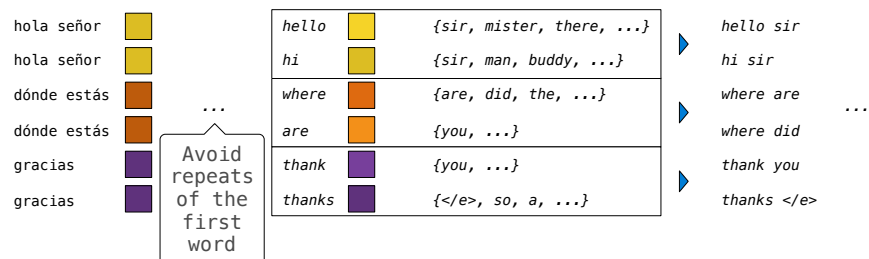 hola señor hello {sir, mister, there, ...} hello sir
hola señor hi {sir, man, buddy, ...} hi sir
dónde estás where {are, did, the, ...} where are
... ...
dónde estás are {you, ...} where did
gracias thank {you, ...} thank you
gracias thanks {</e>, so, a, ...} thanks </e>
Avoid
repeats
of the
first
word